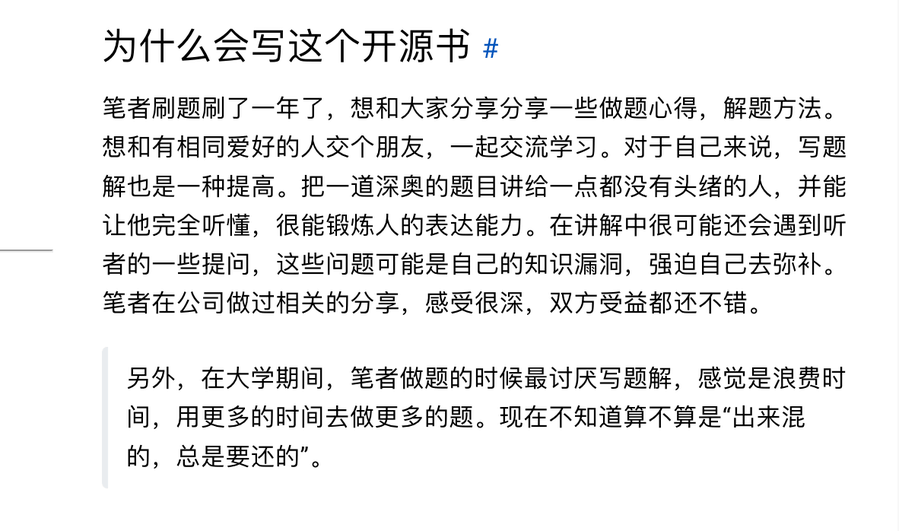 为什么会写这个开源书 #
笔者刷题刷了一年了，想和大家分享分享一些做题心得，解题方法。
想和有相同爱好的人交个朋友，一起交流学习。对于自己来说，写题
解也是一种提高。把一道深奥的题目讲给一点都没有头绪的人，并能
让他完全听懂，很能锻炼人的表达能力。在讲解中很可能还会遇到听
者的一些提问，这些问题可能是自己的知识漏洞，强迫自己去弥补。
笔者在公司做过相关的分享，感受很深，双方受益都还不错。
另外，在大学期间，笔者做题的时候最讨厌写题解，感觉是浪费时
间，用更多的时间去做更多的题。现在不知道算不算是“出来混
的，总是要还的”。